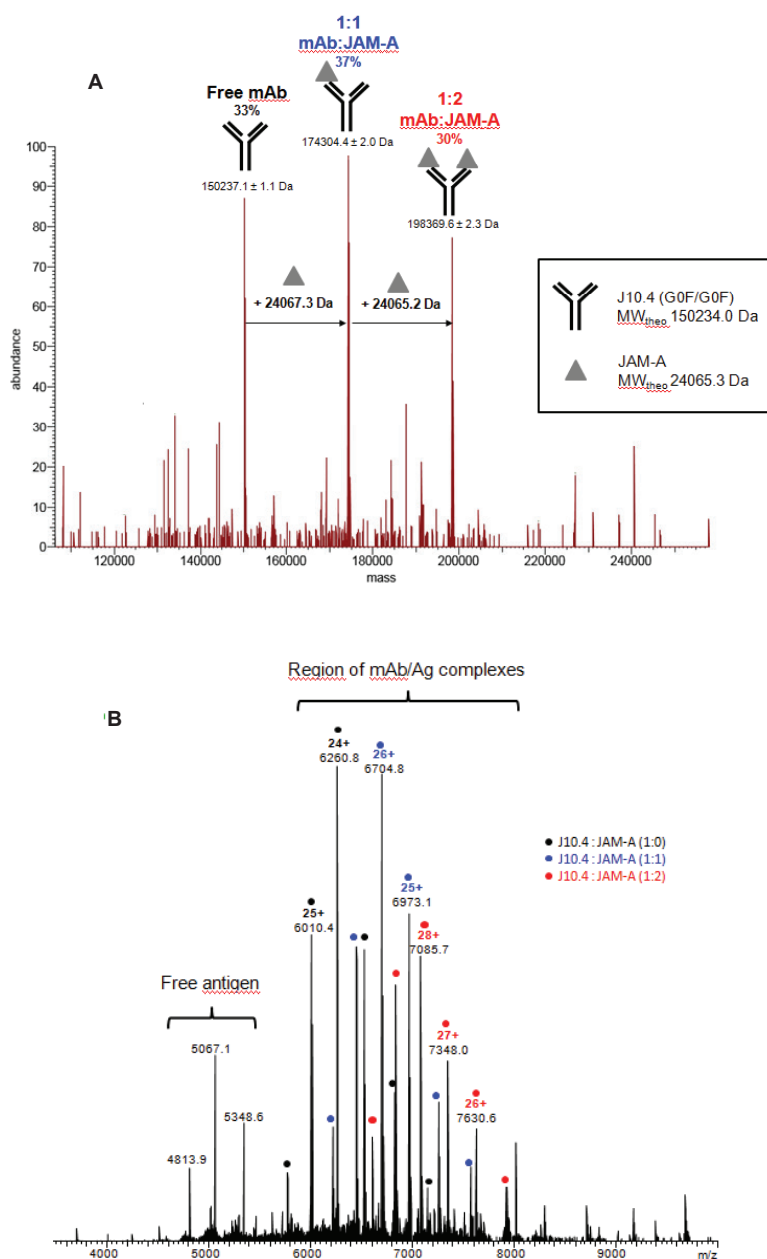 A
1:1
mAb:JAM-A
37%
Free mAb
33%
1:2
mAb:JAM-A
30%
174304.4 ± 2.0 Da
150237.1 ± 1.1 Da
198369.6 ± 2.3 Da
+ 24067.3 Da
+ 24065.2 Da
J10.4 (G0F/G0F)
MWtheo 150234.0 Da
JAM-A
MWtheo 24065.3 Da
100
90
80
70
60
50
40
30
20
10
0
abundance
120000 140000 160000 180000 200000 220000 240000
mass
Region of mAb/Ag complexes
B
24+
6260.8
26+
6704.8
J10.4 : JAM-A (1:0)
J10.4 : JAM-A (1:1)
J10.4 : JAM-A (1:2)
25+
6973.1
25+
6010.4
28+
7085.7
Free antigen
27+
7348.0
5067.1
26+
7630.6
5348.6
4813.9
4000 5000 6000 7000 8000 9000 m/z